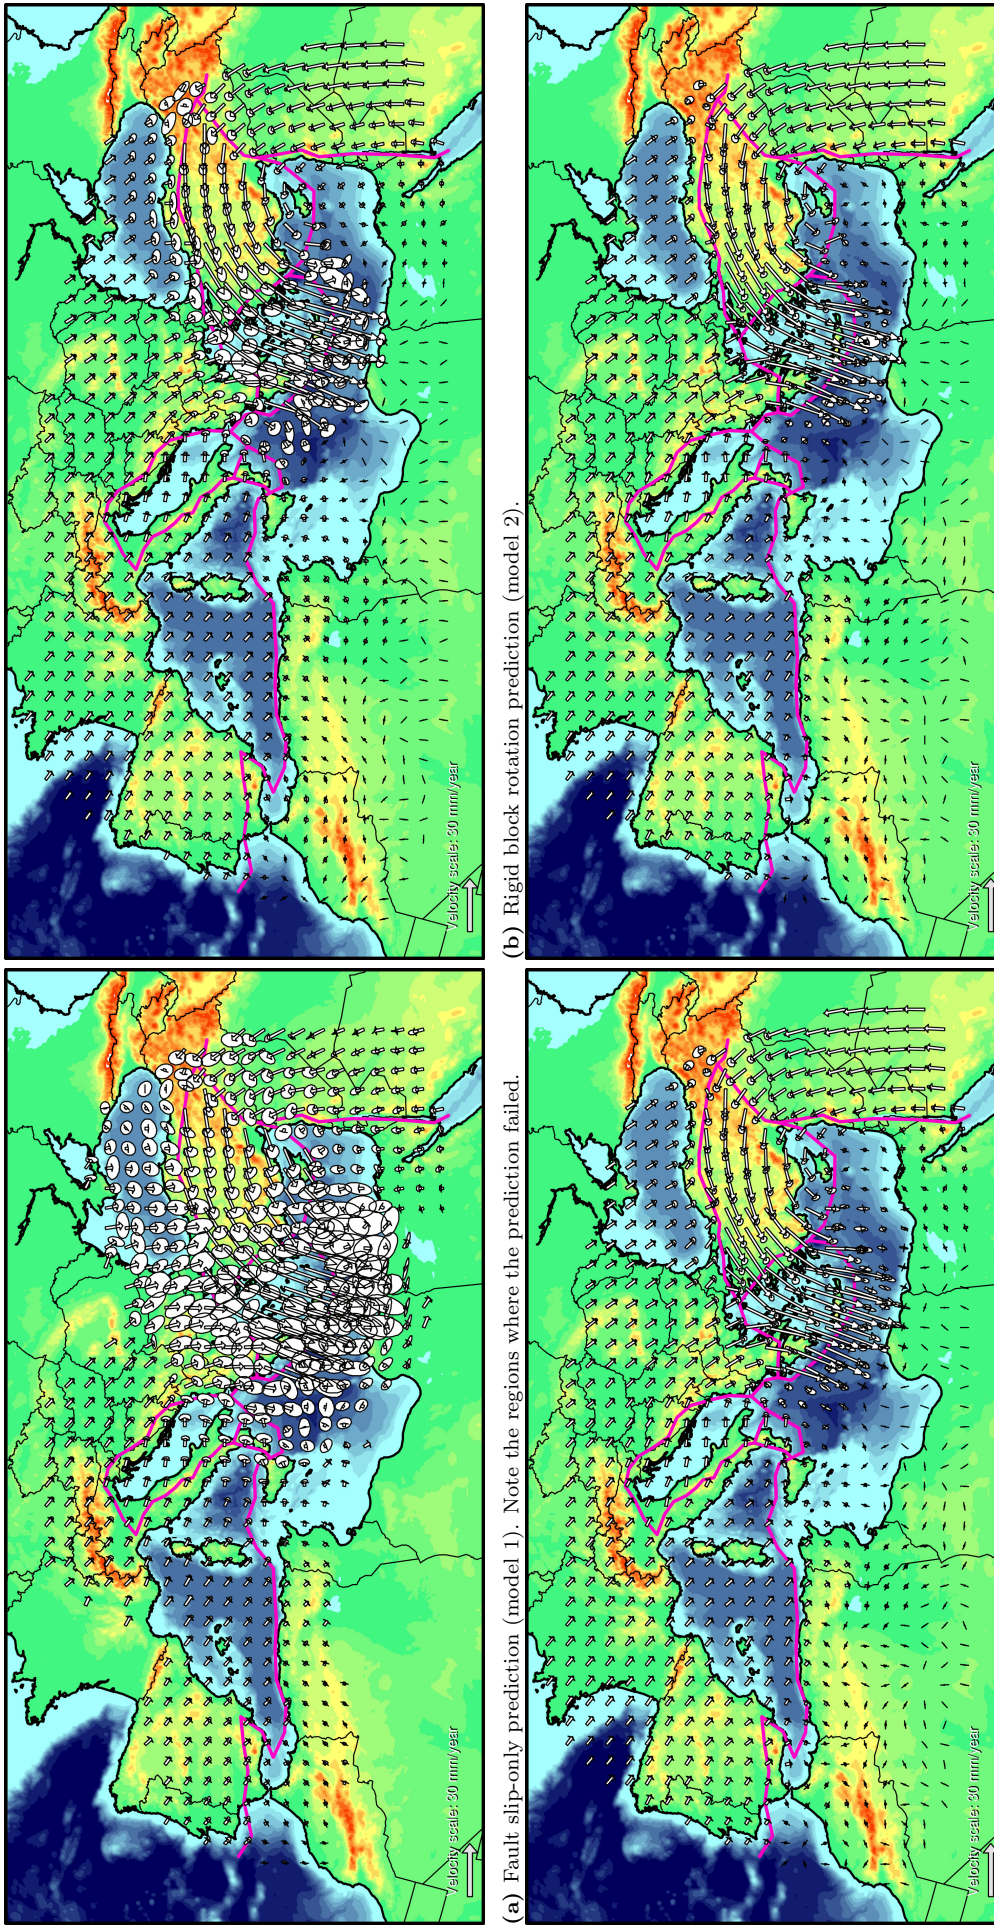 Velocity scale: 30 mm/year
Velocity scale: 30 mm/year
(a) Fault slip-only prediction (model 1). Note the regions where the prediction failed.
(b) Rigid block rotation prediction (model 2).
Velocity scale: 30 mm/year
Velocity scale: 30 mm/year